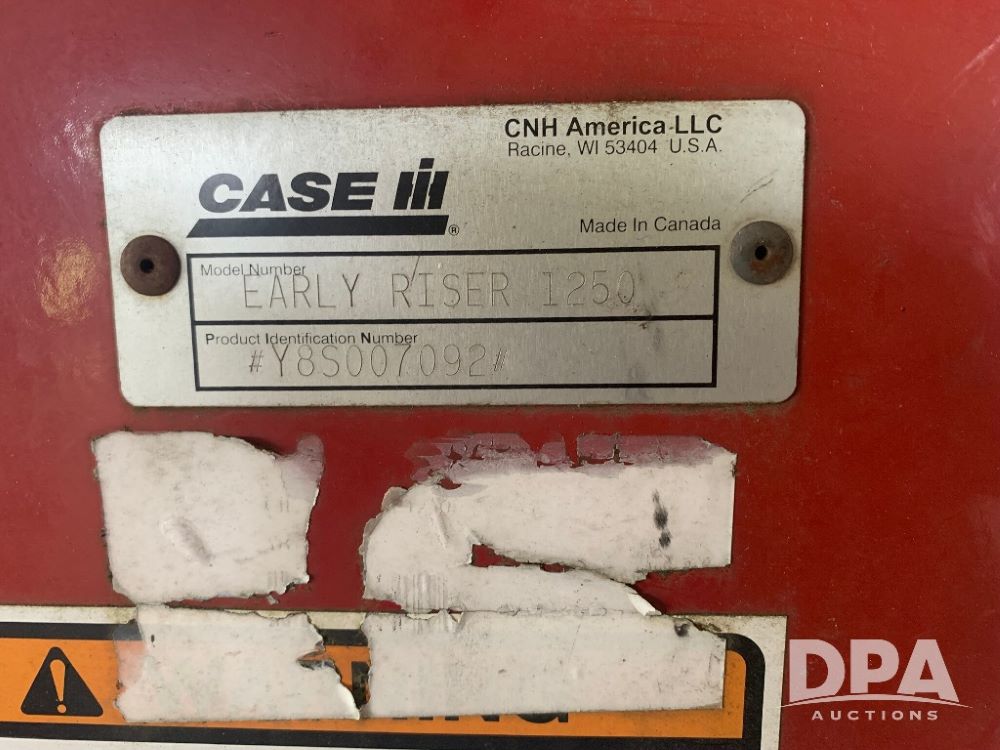 CNH America LLC
Racine, WI 53404 U.S.A.
CASE IH
®
Made In Canada
Model Number
EARLY RISER 1250
Product Identification Number
#Y8S007092#
DPA
AUCTIONS